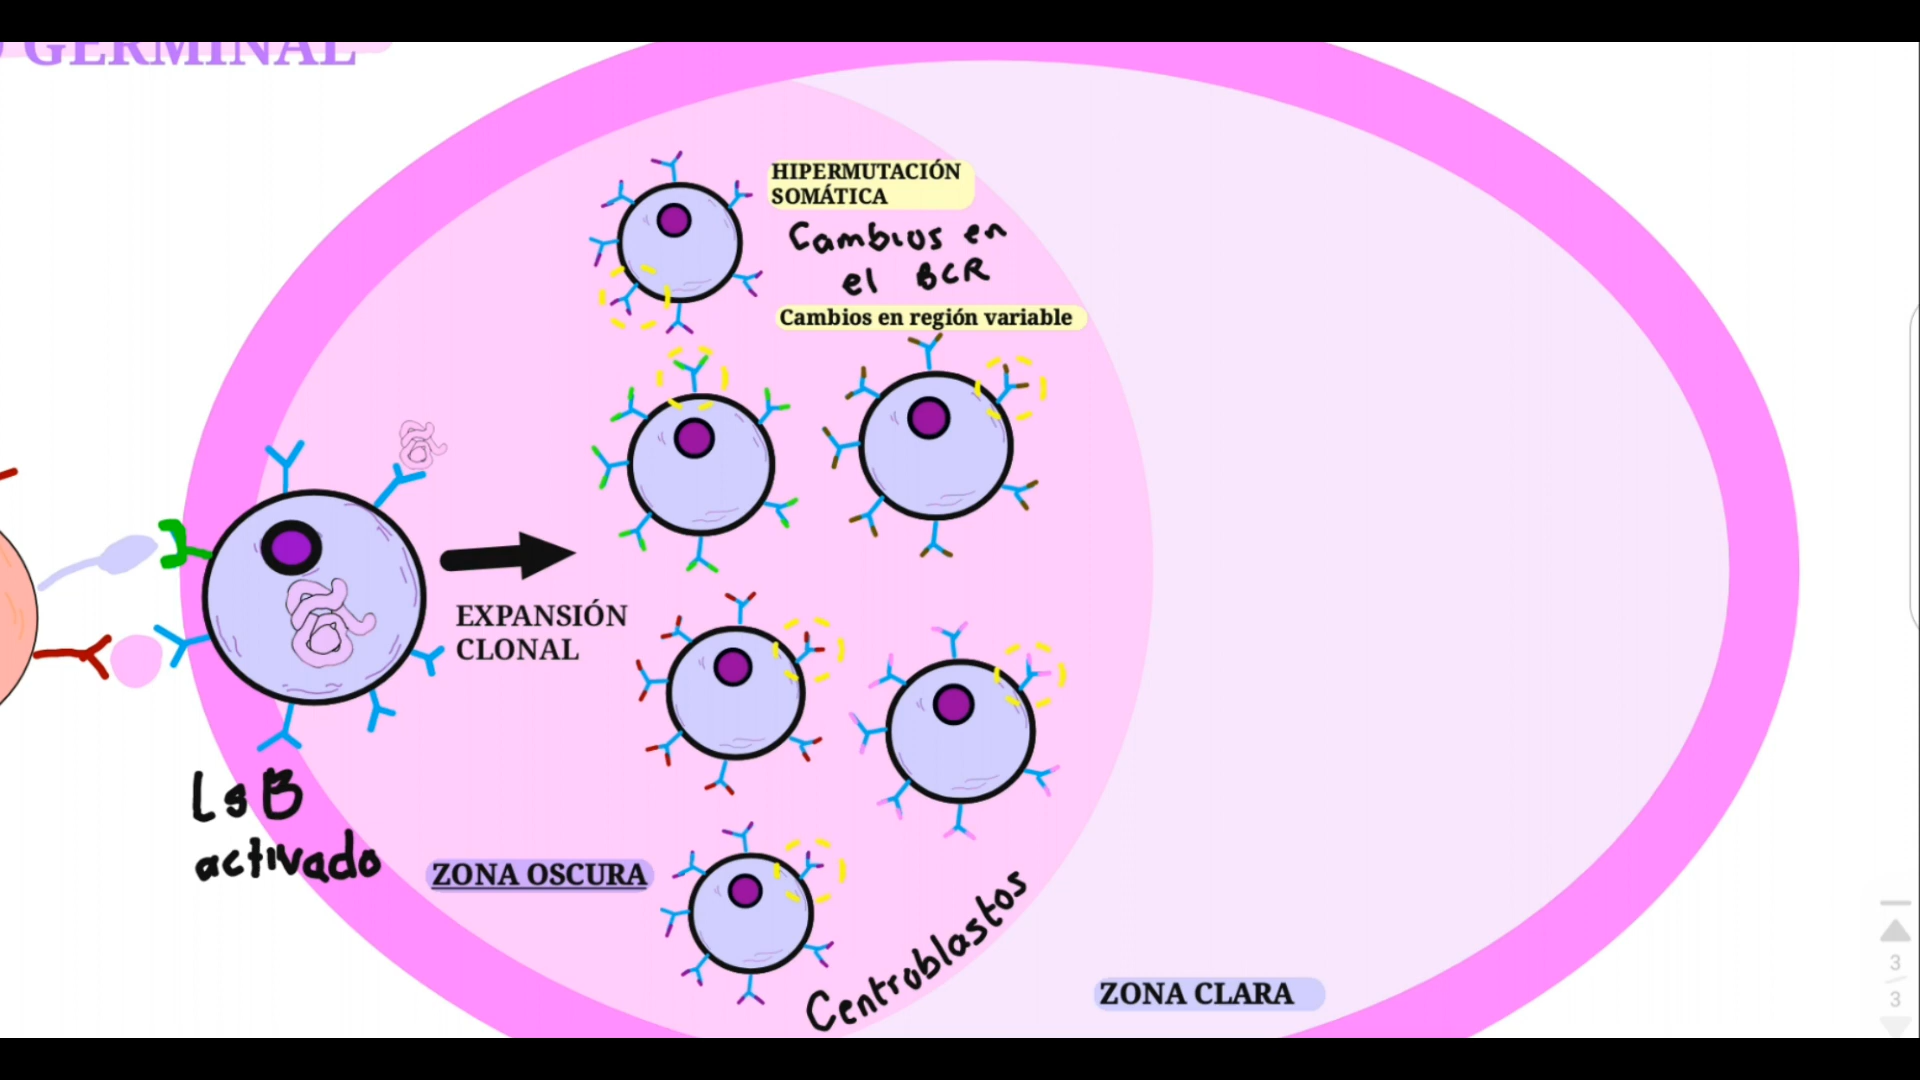 GERMINAL
HIPERMUTACIÓN
SOMÁTICA
Cambios en
el BCR
Cambios en región variable
EXPANSIÓN
CLONAL
LsB
activado
ZONA OSCURA
Centroblastos
ZONA CLARA
3
3